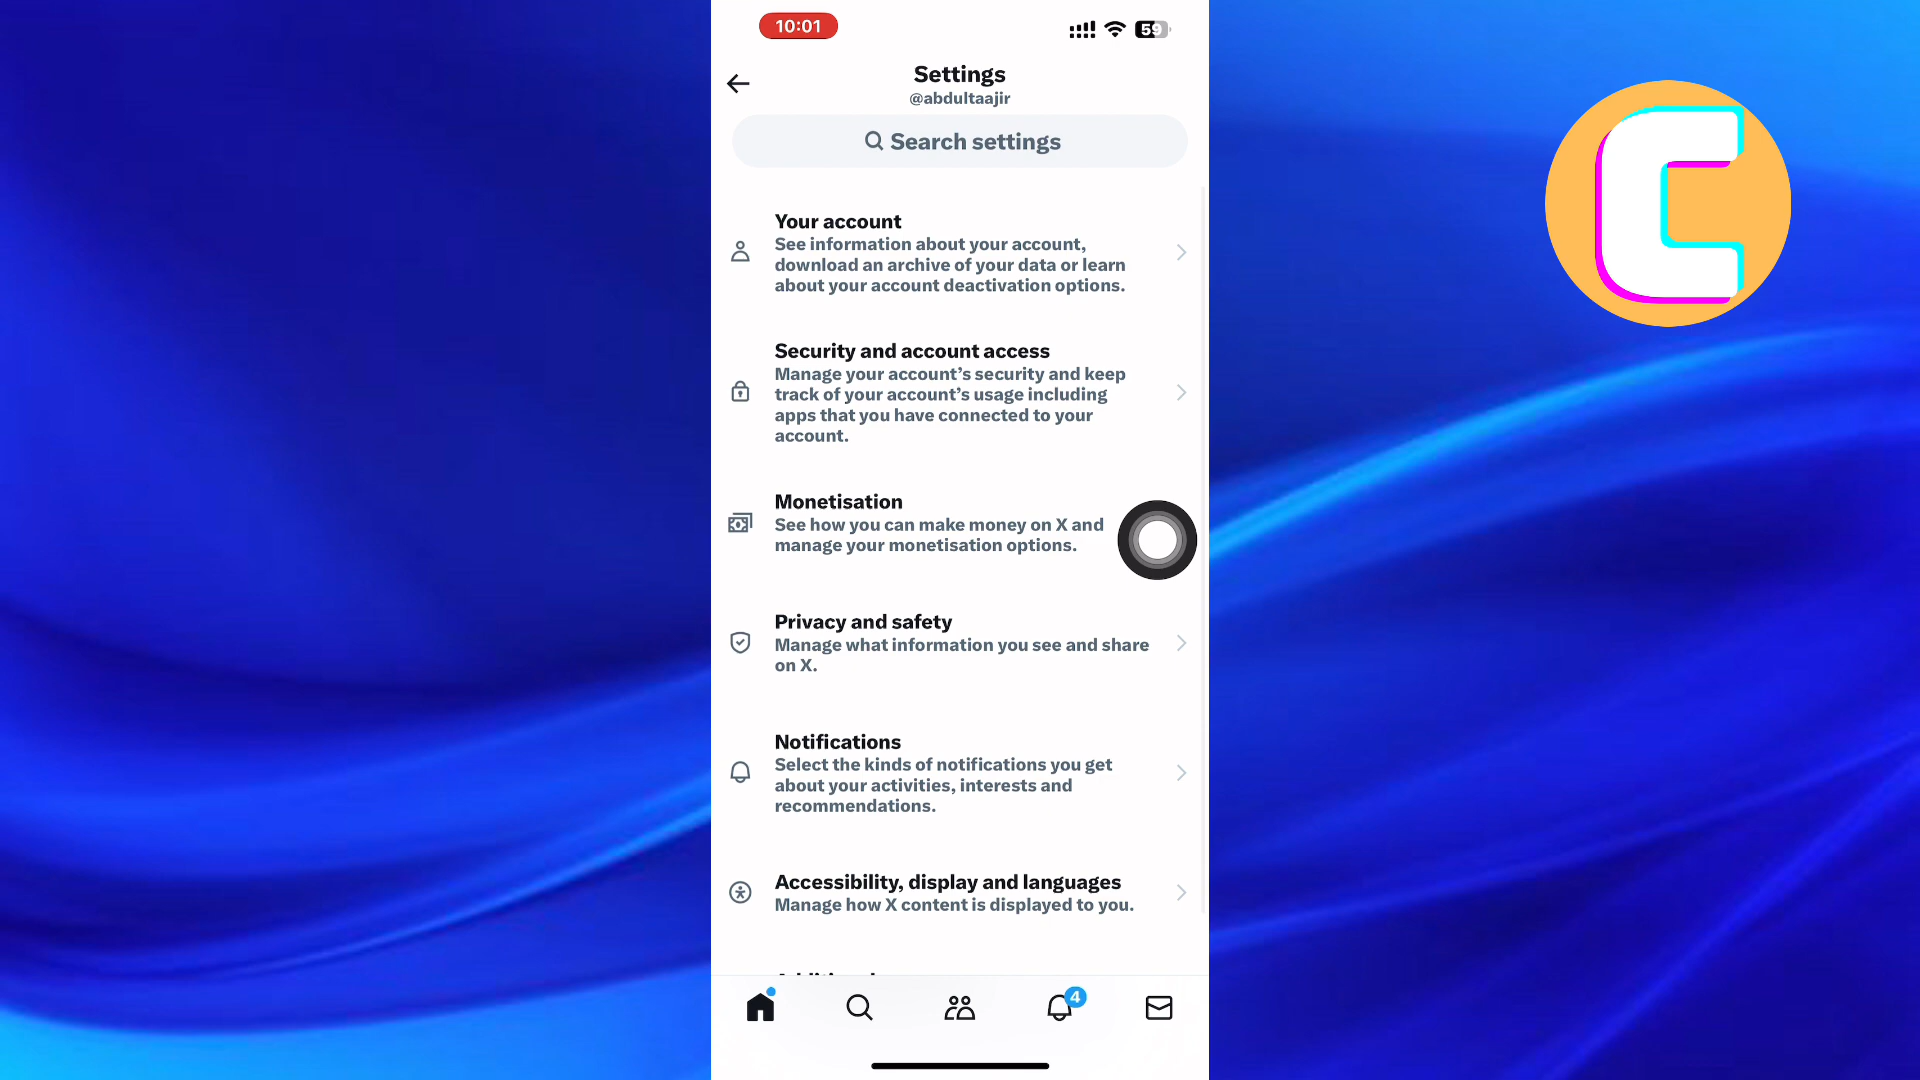 10:01
59
Settings
@abdultaajir
Search settings
Your account
See information about your account,
download an archive of your data or learn
about your account deactivation options.
Security and account access
Manage your account’s security and keep
track of your account’s usage including
apps that you have connected to your
account.
Monetisation
See how you can make money on X and
manage your monetisation options.
Privacy and safety
Manage what information you see and share
on X.
Notifications
Select the kinds of notifications you get
about your activities, interests and
recommendations.
Accessibility, display and languages
Manage how X content is displayed to you.
4
C